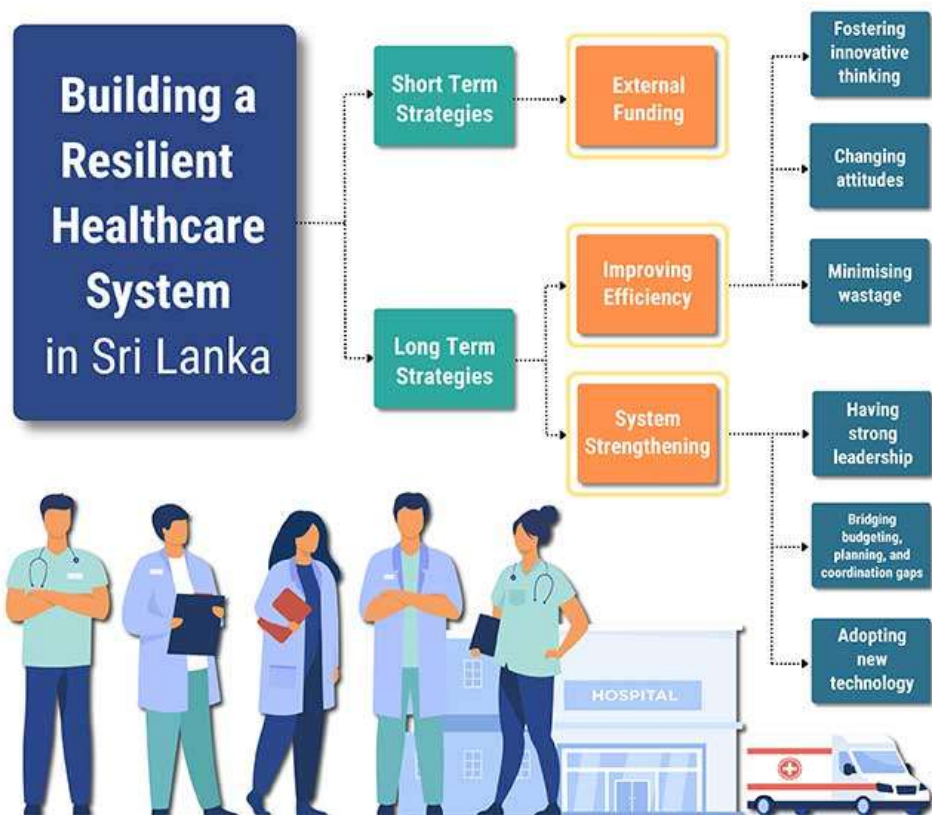 Building a
Resilient
Healthcare
System
in Sri Lanka
Short Term
Strategies
External
Funding
Long Term
Strategies
Improving
Efficiency
System
Strengthening
Fostering
innovative
thinking
Changing
attitudes
Minimising
wastage
Having
strong
leadership
Bridging
budgeting,
planning, and
coordination gaps
Adopting
new
technology
HOSPITAL